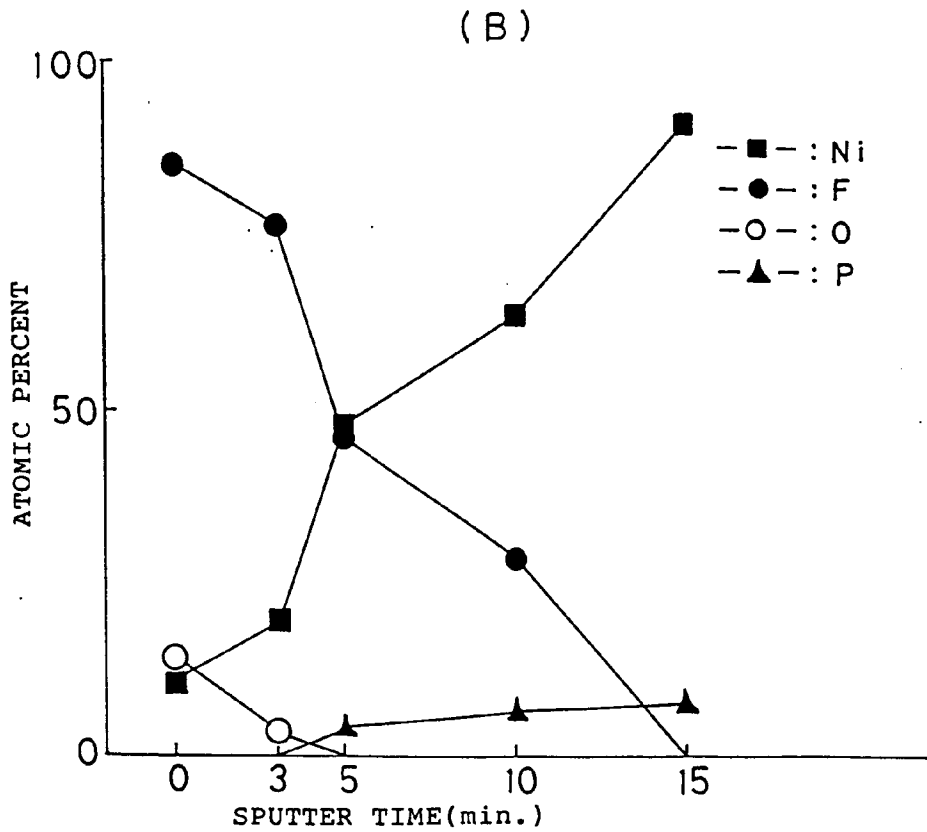 (B)
100
50
0
ATOMIC PERCENT
-■-: Ni
-●-: F
-○-: O
-▲-: P
0 3 5 10 15
SPUTTER TIME(min.)